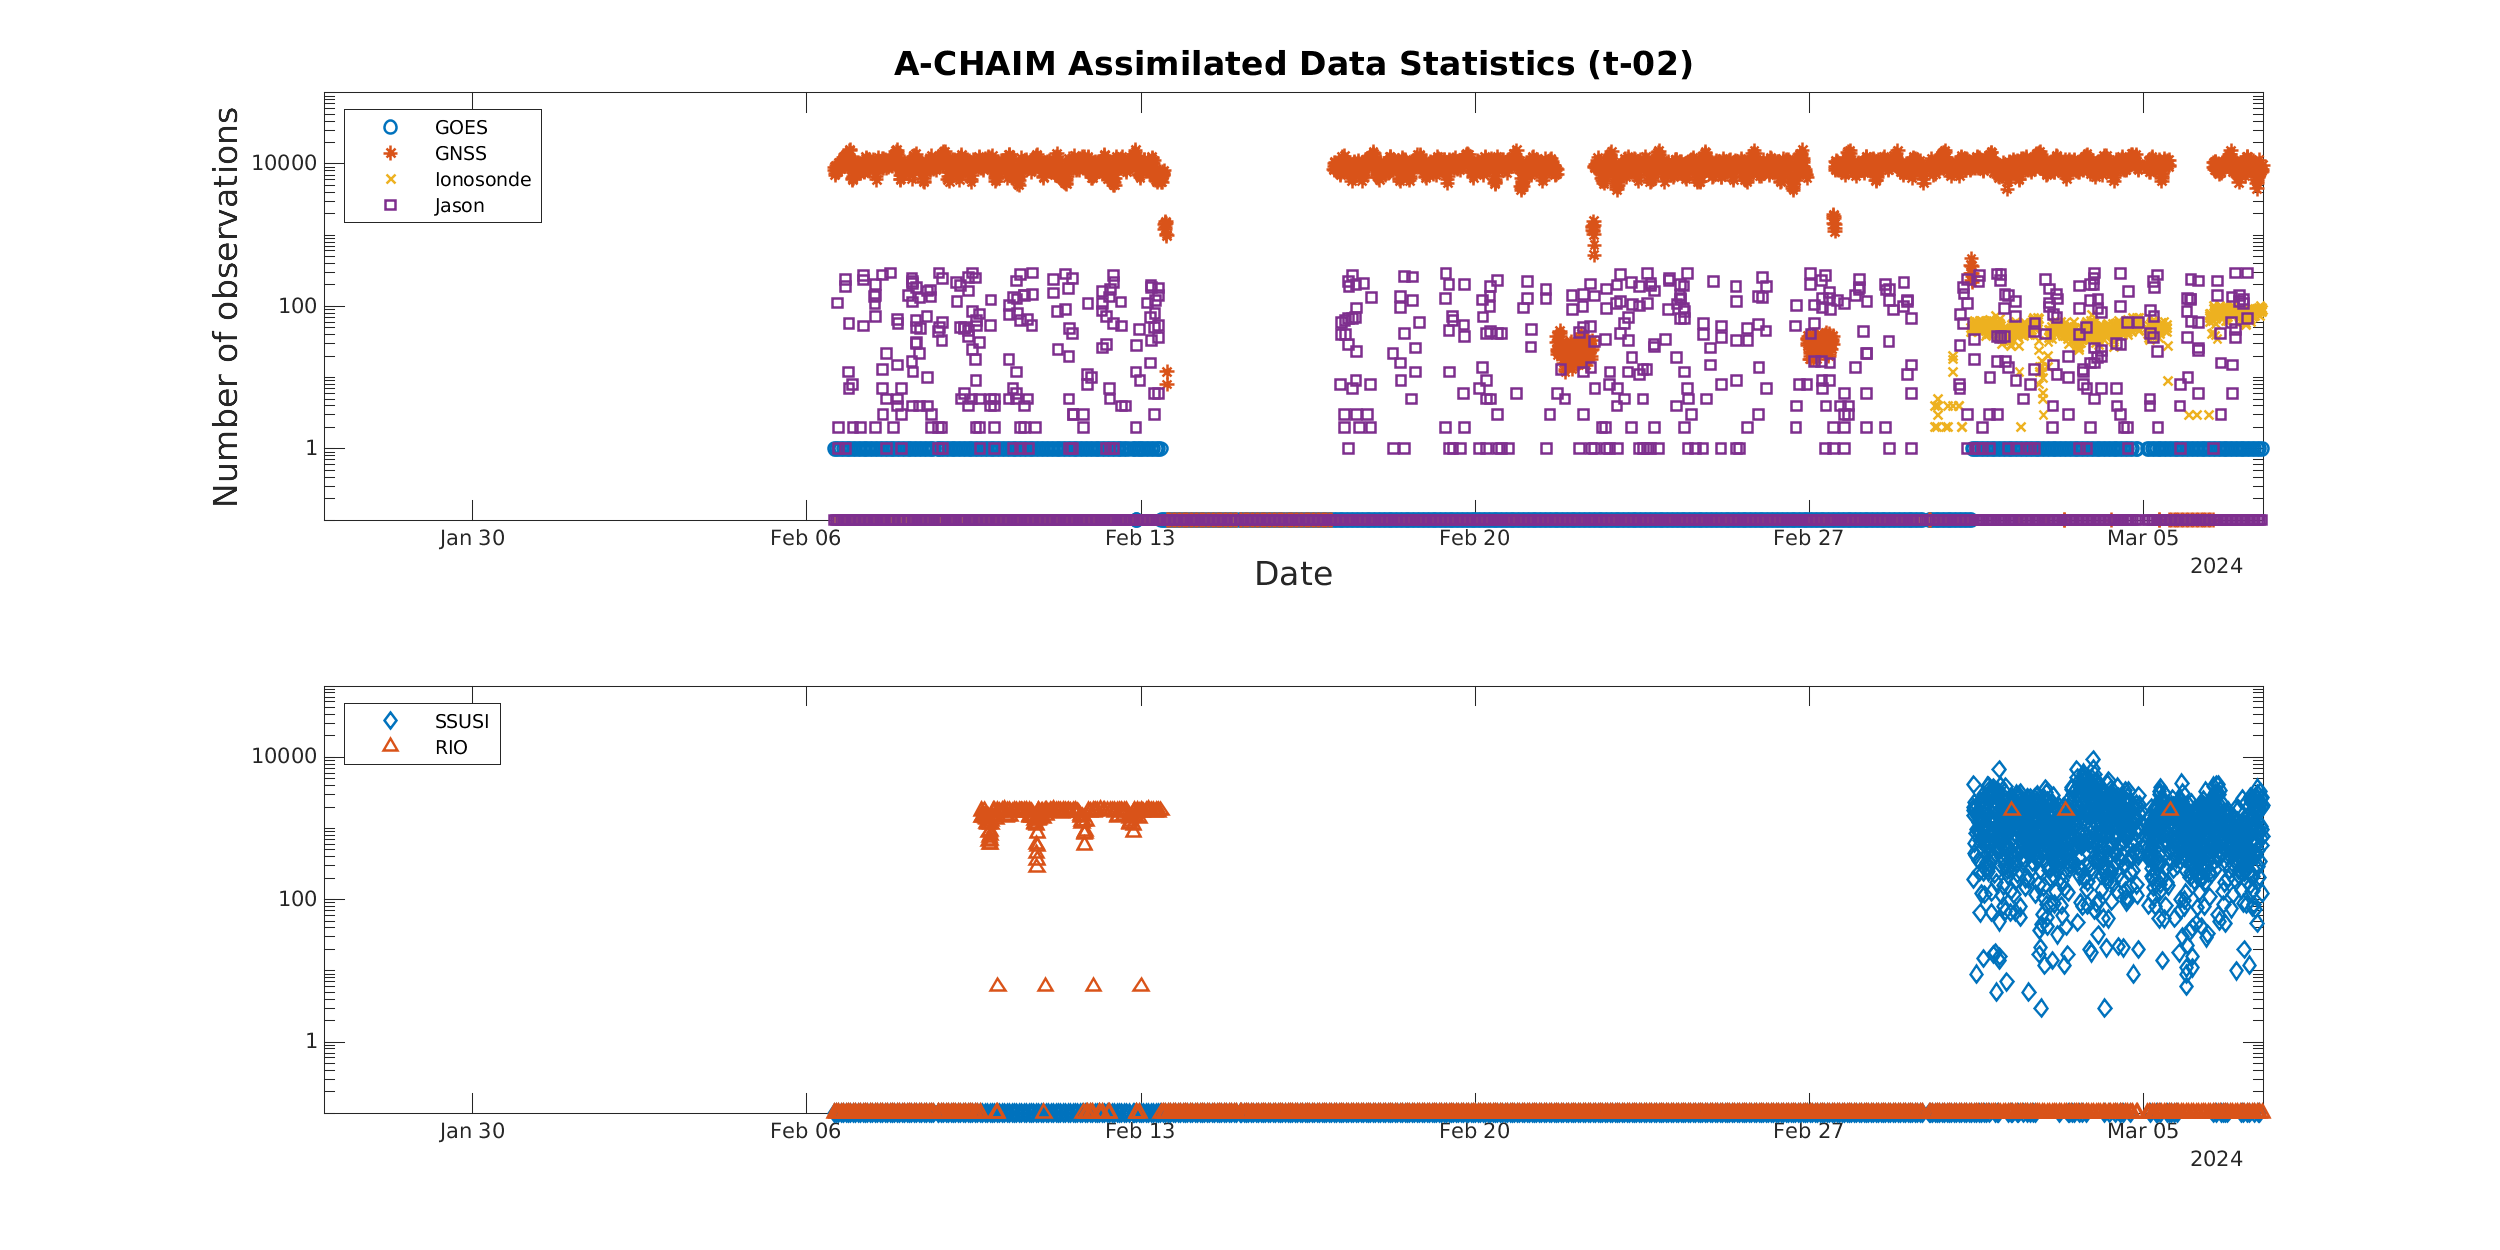 A-CHAIM Assimilated Data Statistics (t-02)
Number of observations
10000
100
1
GOES
GNSS
Ionosonde
Jason
Jan 30
Feb 06
Feb 13
Feb 20
Feb 27
Mar 05
2024
Date
10000
100
1
SSUSI
RIO
Jan 30
Feb 06
Feb 13
Feb 20
Feb 27
Mar 05
2024